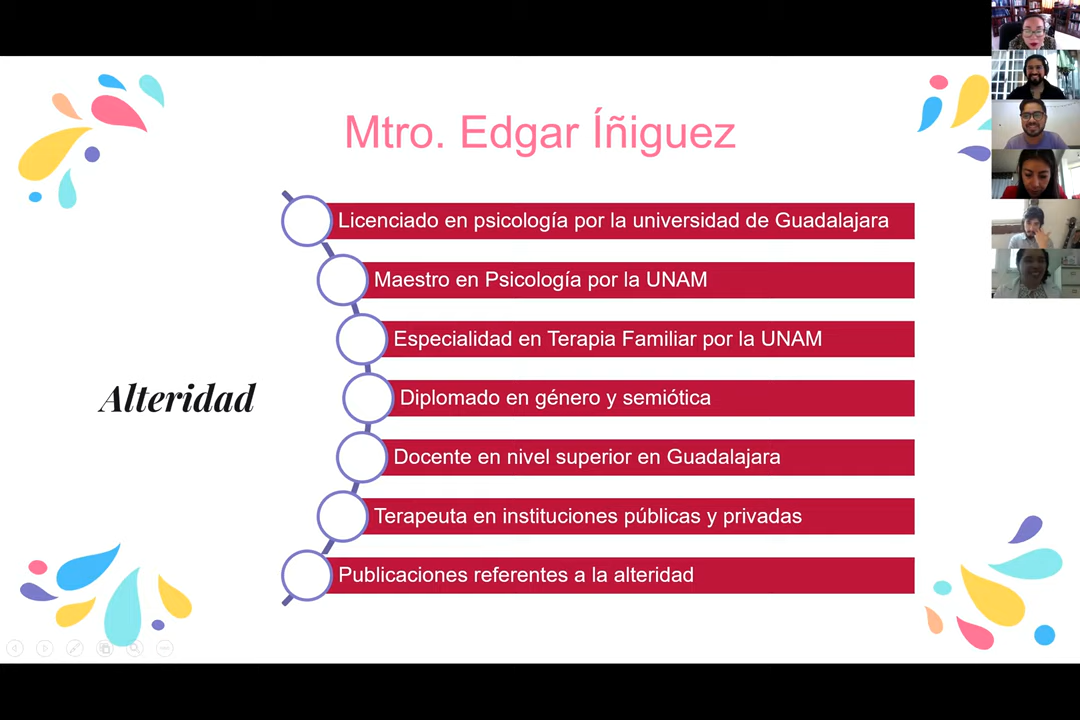 Mtro. Edgar Íñiguez
Licenciado en psicología por la universidad de Guadalajara
Maestro en Psicología por la UNAM
Especialidad en Terapia Familiar por la UNAM
Alteridad
Diplomado en género y semiótica
Docente en nivel superior en Guadalajara
Terapeuta en instituciones públicas y privadas
Publicaciones referentes a la alteridad